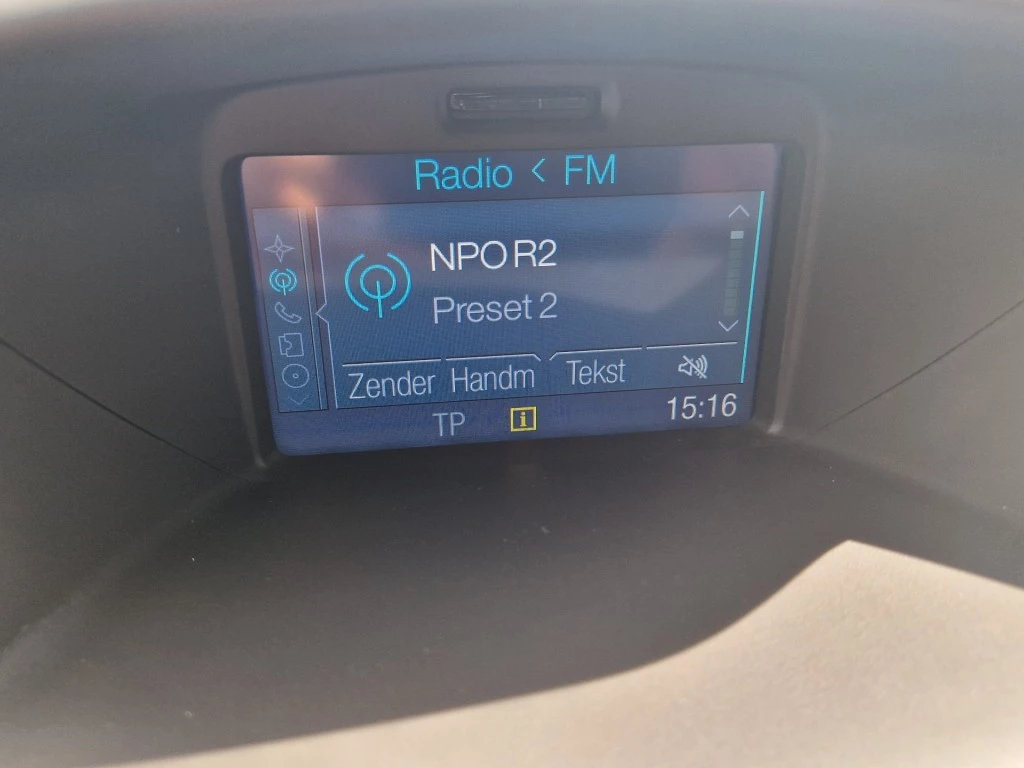 Radio < FM
NPO R2
Preset 2
Zender Handm Tekst
TP i 15:16